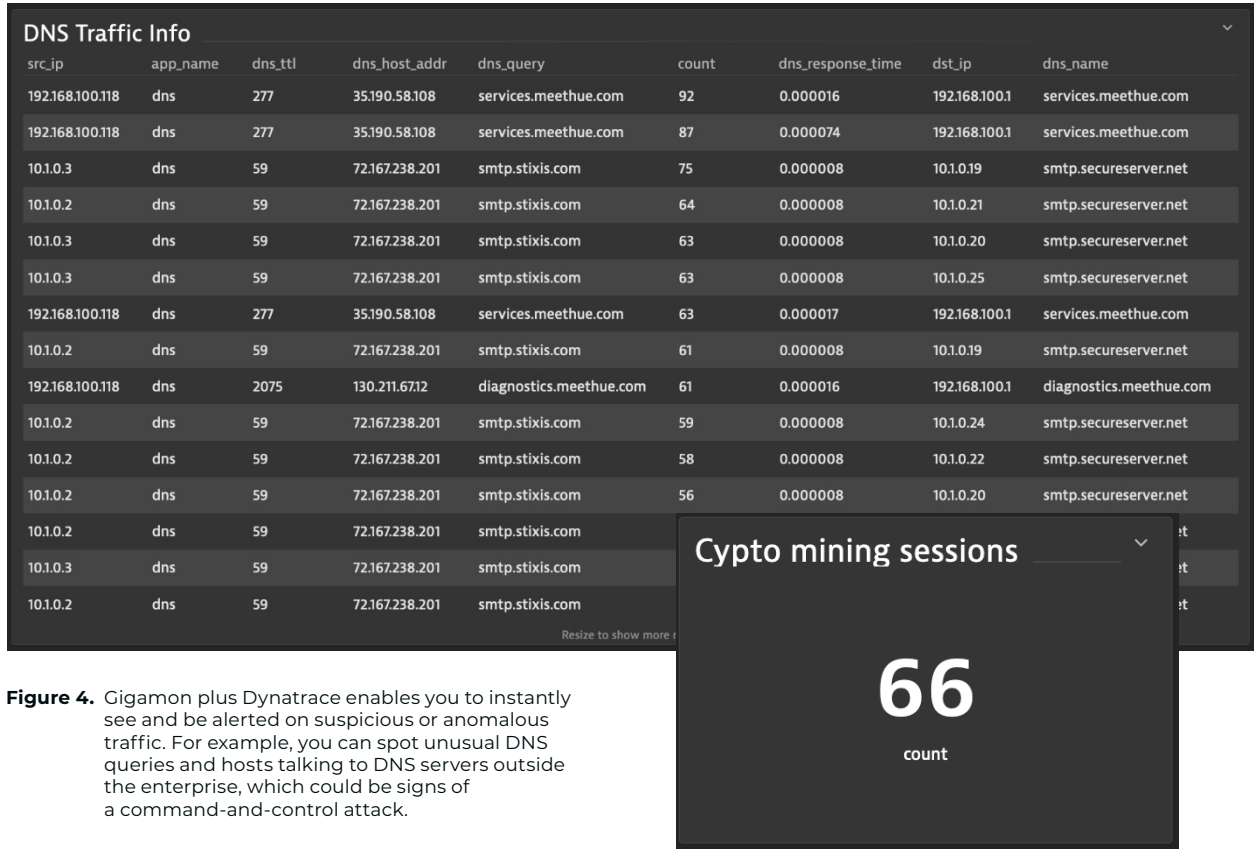 DNS Traffic Info
src_ip app_name dns_ttl dns_host_addr dns_query count dns_response_time dst_ip dns_name
192.168.100.118 dns 277 35.190.58.108 services.meethue.com 92 0.000016 192.168.100.1 services.meethue.com
192.168.100.118 dns 277 35.190.58.108 services.meethue.com 87 0.000074 192.168.100.1 services.meethue.com
10.1.0.3 dns 59 72.167.238.201 smtp.stixis.com 75 0.000008 10.1.0.19 smtp.secureserver.net
10.1.0.2 dns 59 72.167.238.201 smtp.stixis.com 64 0.000008 10.1.0.21 smtp.secureserver.net
10.1.0.3 dns 59 72.167.238.201 smtp.stixis.com 63 0.000008 10.1.0.20 smtp.secureserver.net
10.1.0.3 dns 59 72.167.238.201 smtp.stixis.com 63 0.000008 10.1.0.25 smtp.secureserver.net
192.168.100.118 dns 277 35.190.58.108 services.meethue.com 63 0.000017 192.168.100.1 services.meethue.com
10.1.0.2 dns 59 72.167.238.201 smtp.stixis.com 61 0.000008 10.1.0.19 smtp.secureserver.net
192.168.100.118 dns 2075 130.211.67.12 diagnostics.meethue.com 61 0.000016 192.168.100.1 diagnostics.meethue.com
10.1.0.2 dns 59 72.167.238.201 smtp.stixis.com 59 0.000008 10.1.0.24 smtp.secureserver.net
10.1.0.2 dns 59 72.167.238.201 smtp.stixis.com 58 0.000008 10.1.0.22 smtp.secureserver.net
10.1.0.2 dns 59 72.167.238.201 smtp.stixis.com 56 0.000008 10.1.0.20 smtp.secureserver.net
10.1.0.2 dns 59 72.167.238.201 smtp.stixis.com et
10.1.0.3 dns 59 72.167.238.201 smtp.stixis.com et
10.1.0.2 dns 59 72.167.238.201 smtp.stixis.com et
Resize to show more
Cypto mining sessions
66
count
Figure 4. Gigamon plus Dynatrace enables you to instantly
see and be alerted on suspicious or anomalous
traffic. For example, you can spot unusual DNS
queries and hosts talking to DNS servers outside
the enterprise, which could be signs of
a command-and-control attack.